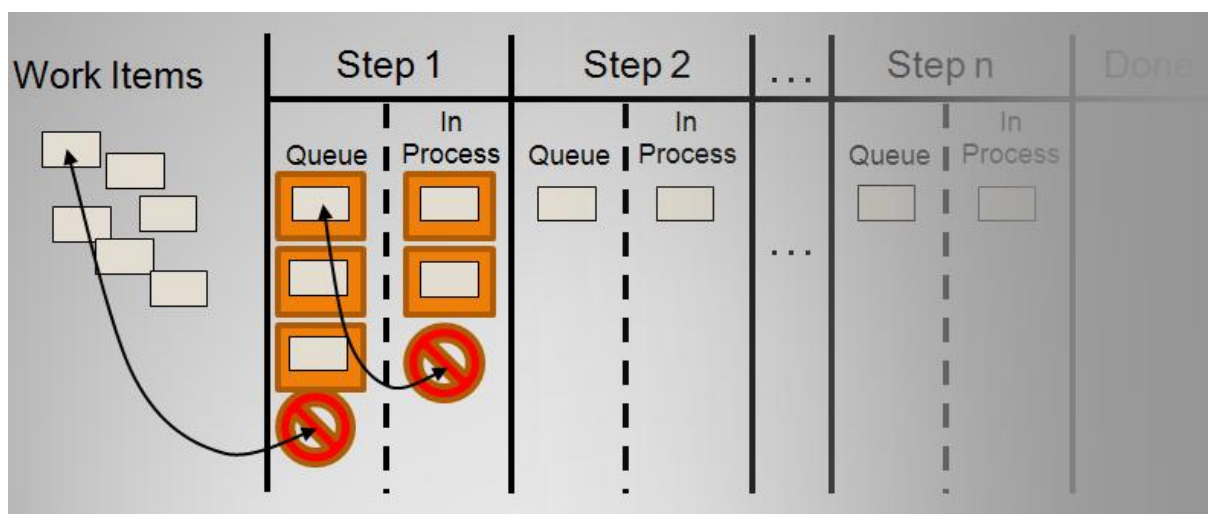 Work Items
Step 1
Step 2
...
Step n
Done
Queue
In
Process
Queue
In
Process
...
Queue
In
Process